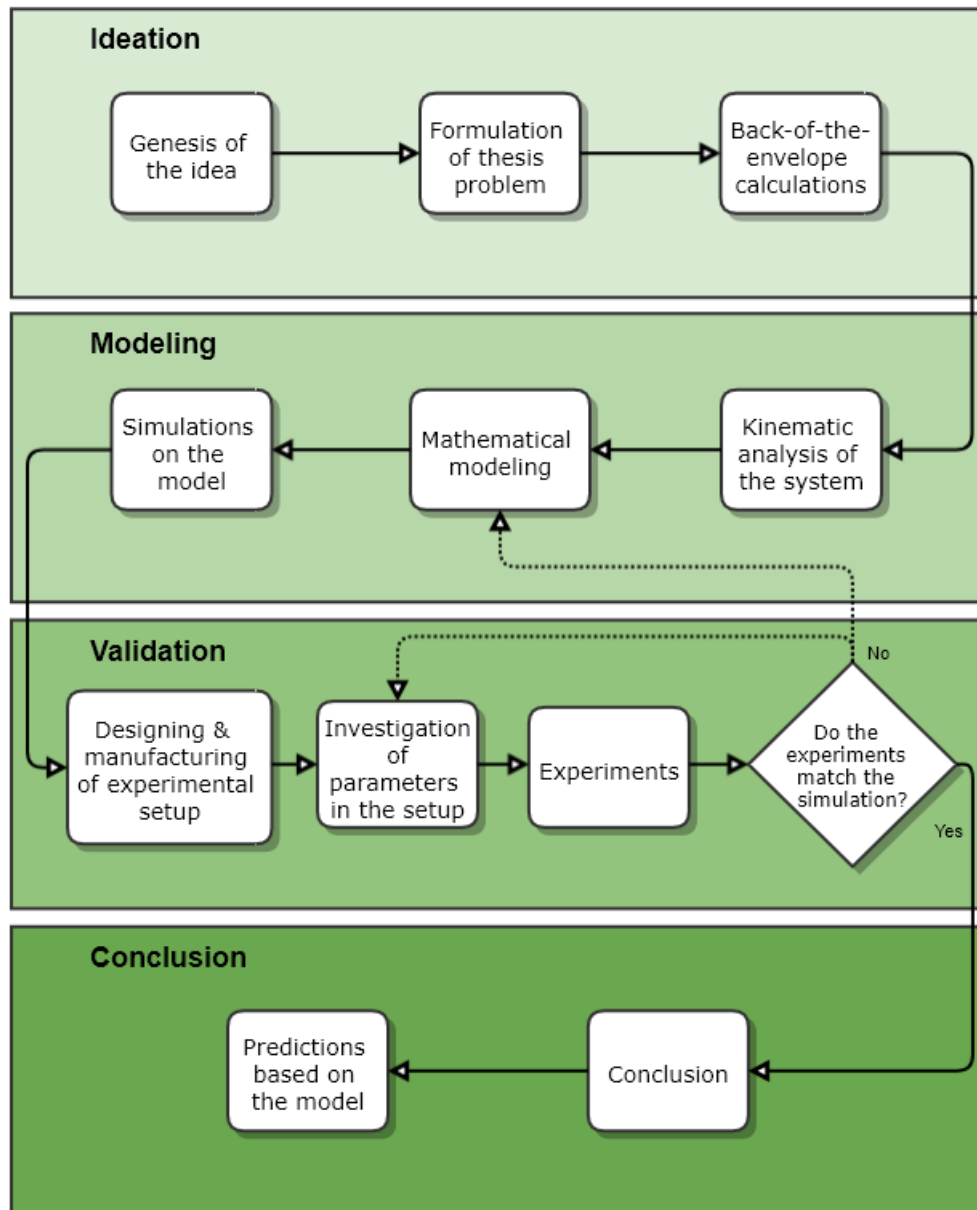 Ideation
Genesis of
the idea
Formulation
of thesis
problem
Back-of-the-
envelope
calculations
Modeling
Simulations
on the
model
Mathematical
modeling
Kinematic
analysis of
the system
Validation
No
Designing &
manufacturing
of experimental
setup
Investigation
of
parameters
in the setup
Experiments
Do the
experiments
match the
simulation?
Yes
Conclusion
Predictions
based on
the model
Conclusion